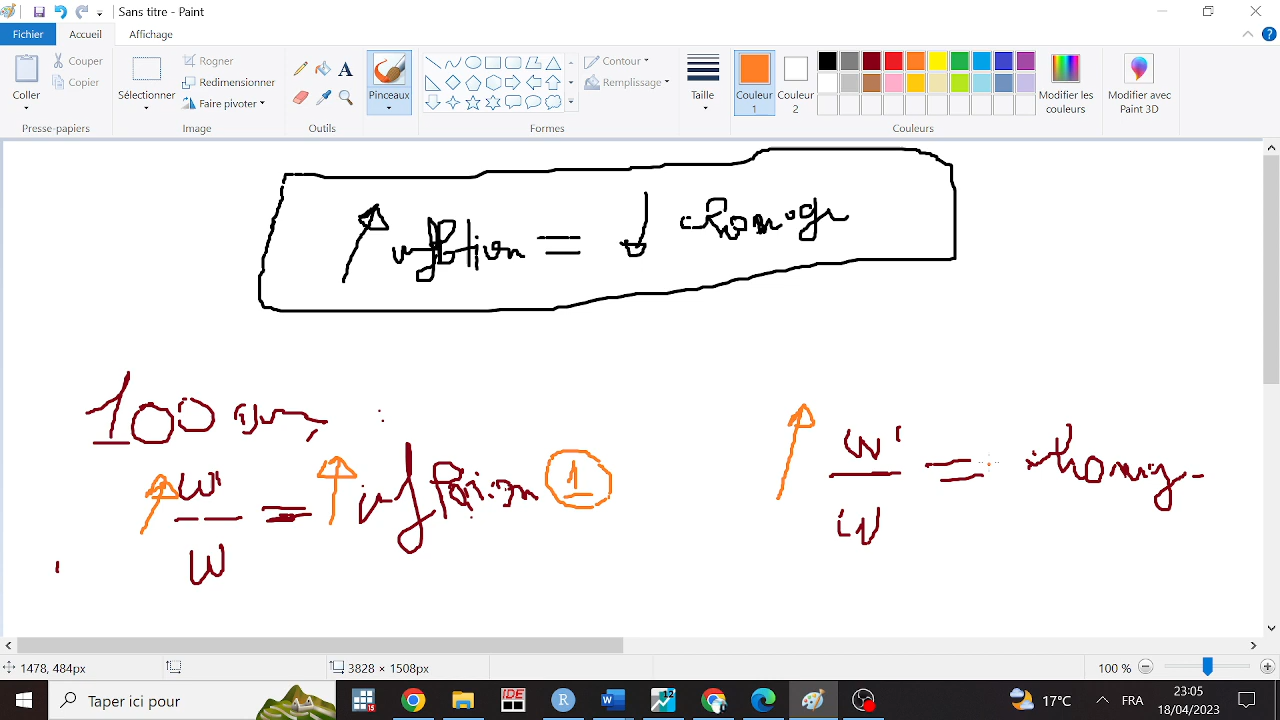 Sans titre - Paint
Fichier Accueil Affichage
Coller Couper Copier
Sélectionner Rogner Redimensionner Faire pivoter
Pinceaux
Contour Remplissage
Taille Couleur 1 Couleur 2
Modifier les couleurs Modifier avec Paint 3D
Presse-papiers Image Outils Formes Couleurs
inflation = chomage
100
w' = inflation 1
w
w' = chomage
w
1478, 484px 3828 × 1508px 100 %
Taper ici pour 17°C FRA 23:05
18/04/2023